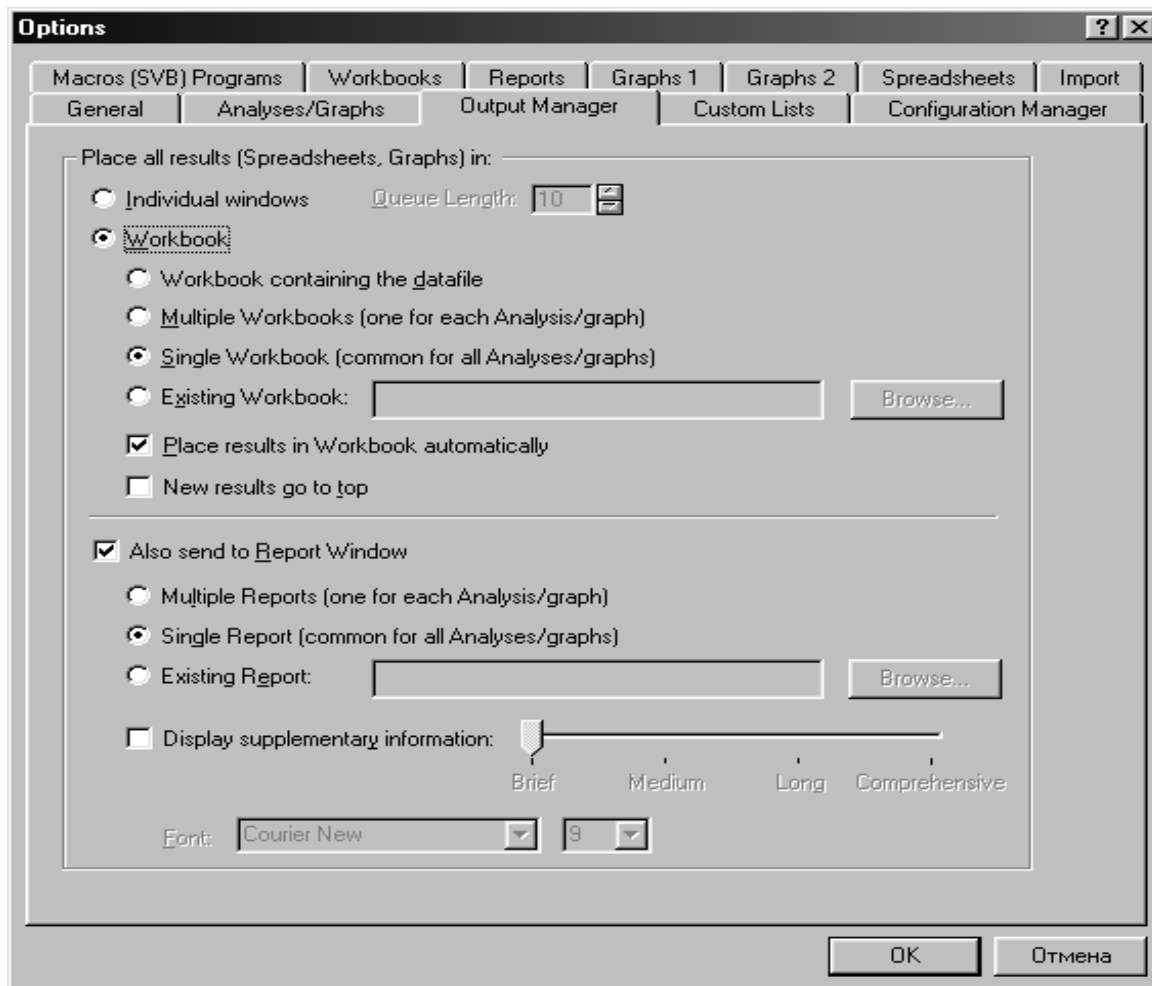 Options
Macros (SVB) Programs Workbooks Reports Graphs 1 Graphs 2 Spreadsheets Import
General Analyses/Graphs Output Manager Custom Lists Configuration Manager
Place all results (Spreadsheets, Graphs) in:
Individual windows Queue Length: 10
Workbook
Workbook containing the datafile
Multiple Workbooks (one for each Analysis/graph)
Single Workbook (common for all Analyses/graphs)
Existing Workbook: Browse...
Place results in Workbook automatically
New results go to top
Also send to Report Window
Multiple Reports (one for each Analysis/graph)
Single Report (common for all Analyses/graphs)
Existing Report: Browse...
Display supplementary information:
Brief Medium Long Comprehensive
Font: Courier New 9
OK Отмена